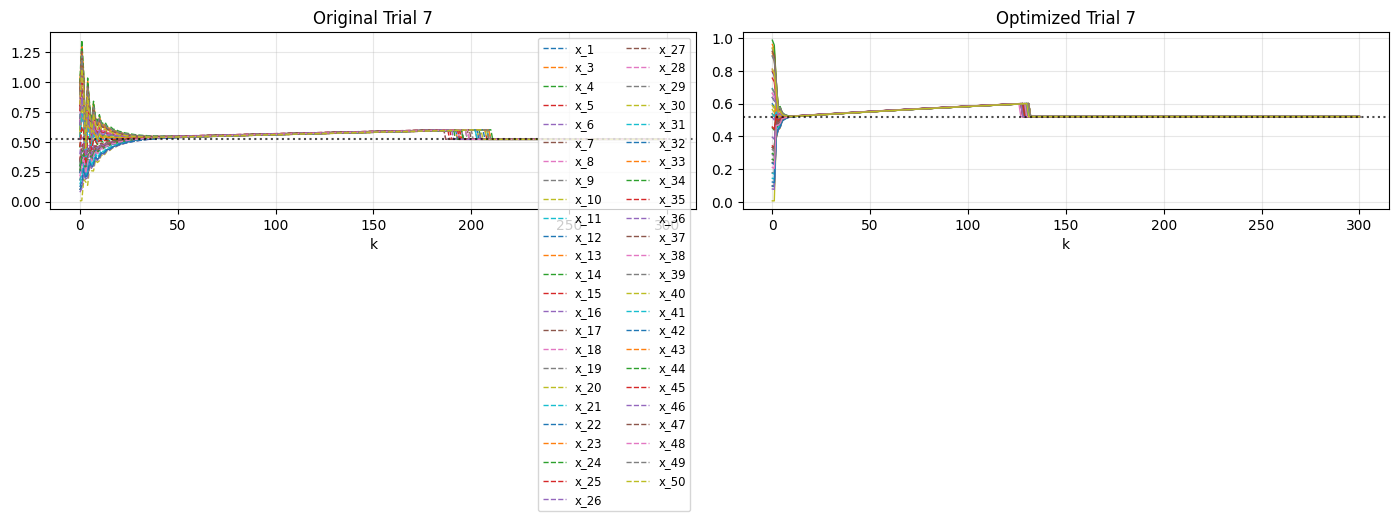 Original Trial 7
1.25
1.00
0.75
0.50
0.25
0.00
0
50
100
150
200
250
300
k
x_1
x_3
x_4
x_5
x_6
x_7
x_8
x_9
x_10
x_11
x_12
x_13
x_14
x_15
x_16
x_17
x_18
x_19
x_20
x_21
x_22
x_23
x_24
x_25
x_26
x_27
x_28
x_29
x_30
x_31
x_32
x_33
x_34
x_35
x_36
x_37
x_38
x_39
x_40
x_41
x_42
x_43
x_44
x_45
x_46
x_47
x_48
x_49
x_50
Optimized Trial 7
1.0
0.8
0.6
0.4
0.2
0.0
0
50
100
150
200
250
300
k